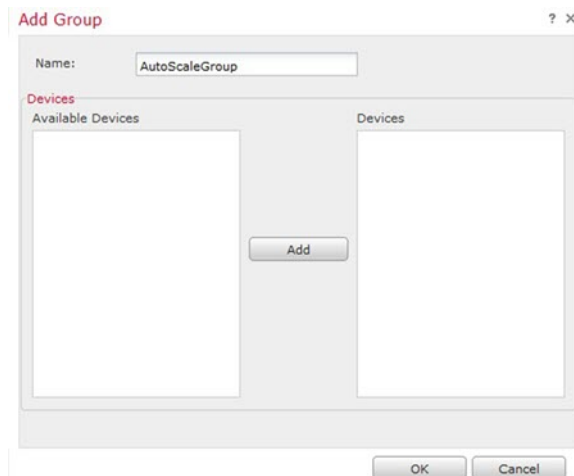 Add Group
? ×
Name:
AutoScaleGroup
Devices
Available Devices
Devices
Add
OK
Cancel